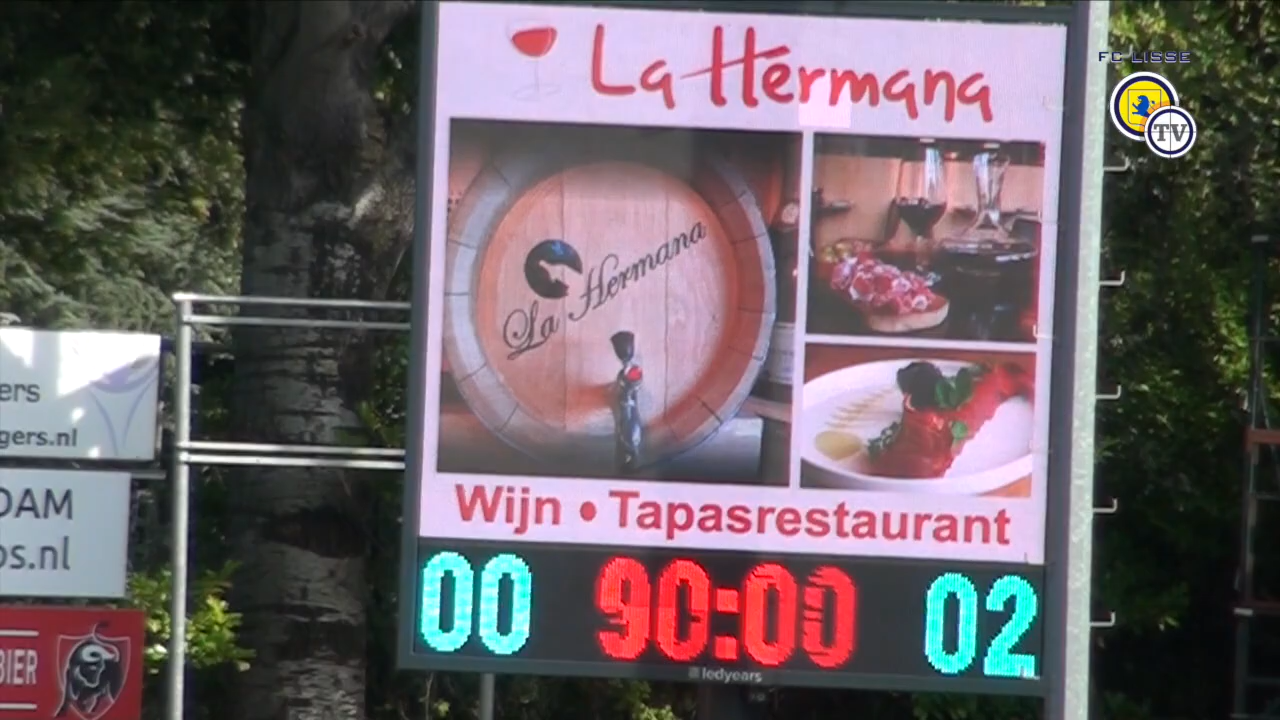 La Hermana
FC LISSE
TV
La Hermana
ers
gers.nl
DAM
os.nl
BIER
Wijn • Tapasrestaurant
00 90:00 02
ledyears